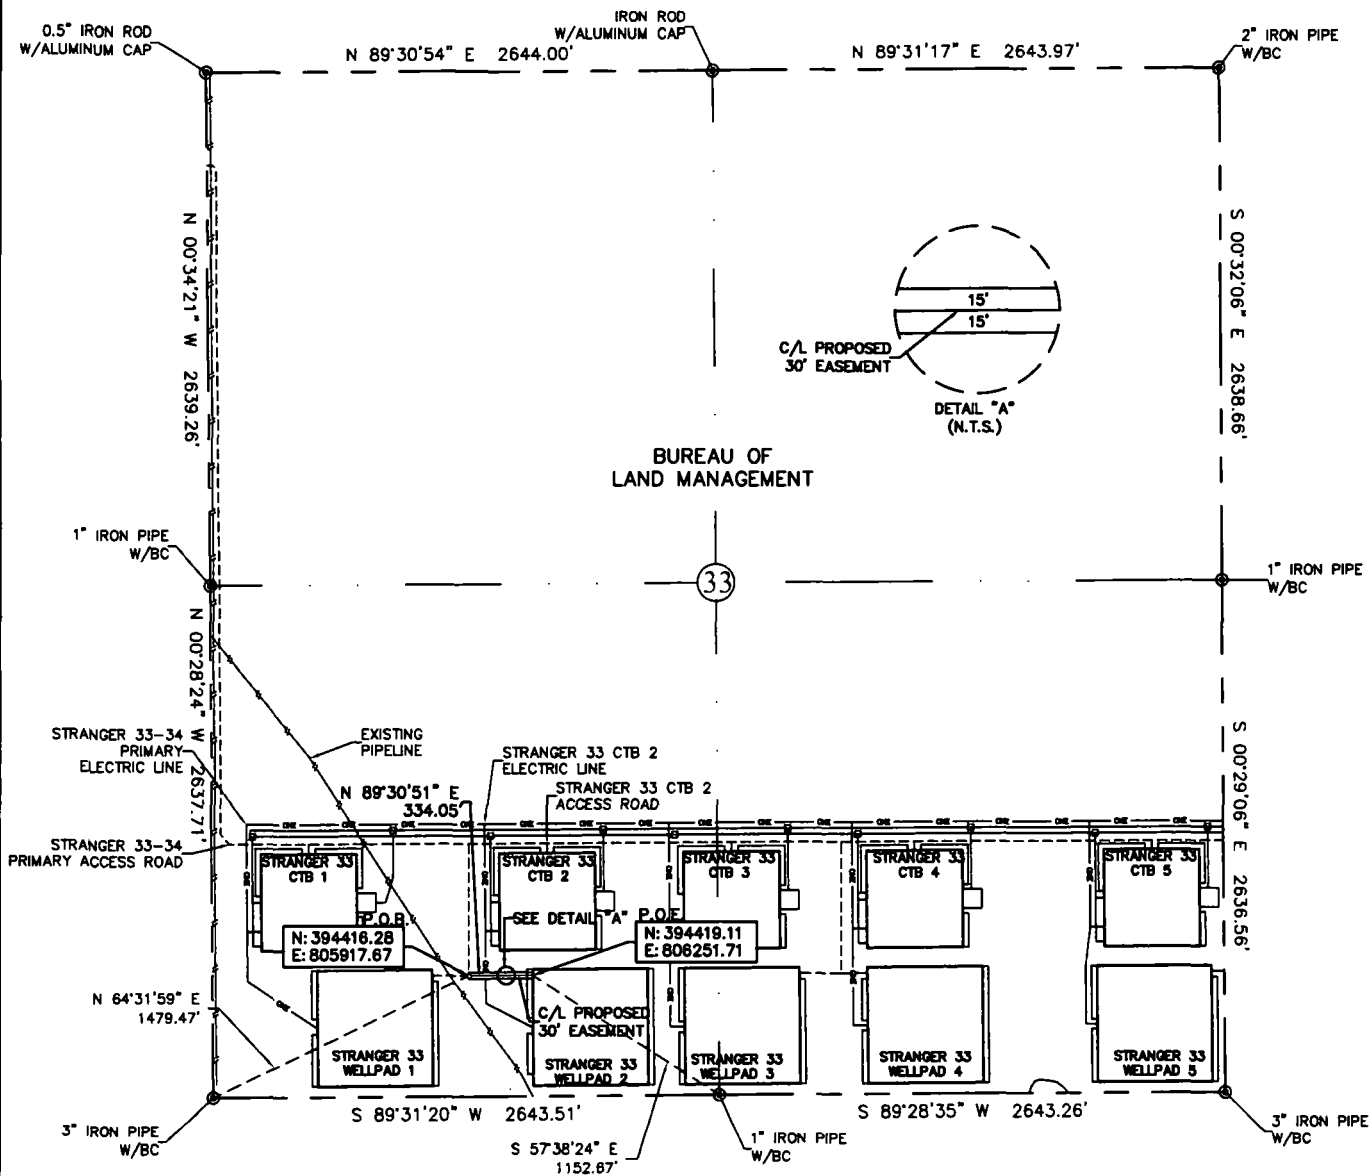 0.5" IRON ROD
W/ALUMINUM CAP
N 89°30'54" E 2644.00'
IRON ROD
W/ALUMINUM CAP
N 89°31'17" E 2643.97'
2" IRON PIPE
W/BC
N 00°34'21" W 2639.26'
S 00°32'06" E 2638.66'
15'
15'
C/L PROPOSED
30' EASEMENT
DETAIL "A"
(N.T.S.)
BUREAU OF
LAND MANAGEMENT
1" IRON PIPE
W/BC
33
1" IRON PIPE
W/BC
N 00°28'24" W 2637.71'
S 00°29'06" E 2636.56'
STRANGER 33-34
PRIMARY
ELECTRIC LINE
EXISTING
PIPELINE
STRANGER 33 CTB 2
ELECTRIC LINE
N 89°30'51" E
334.05'
STRANGER 33 CTB 2
ACCESS ROAD
STRANGER 33-34
PRIMARY ACCESS ROAD
STRANGER 33
CTB 1
STRANGER 33
CTB 2
STRANGER 33
CTB 3
STRANGER 33
CTB 4
STRANGER 33
CTB 5
P.O.B.
SEE DETAIL "A"
P.O.E.
N: 394416.28
E: 805917.67
N: 394419.11
E: 806251.71
N 64°31'59" E
1479.47'
C/L PROPOSED
30' EASEMENT
STRANGER 33
WELLPAD 1
STRANGER 33
WELLPAD 2
STRANGER 33
WELLPAD 3
STRANGER 33
WELLPAD 4
STRANGER 33
WELLPAD 5
S 89°31'20" W 2643.51'
S 89°28'35" W 2643.26'
3" IRON PIPE
W/BC
S 57°38'24" E
1152.67'
1" IRON PIPE
W/BC
3" IRON PIPE
W/BC